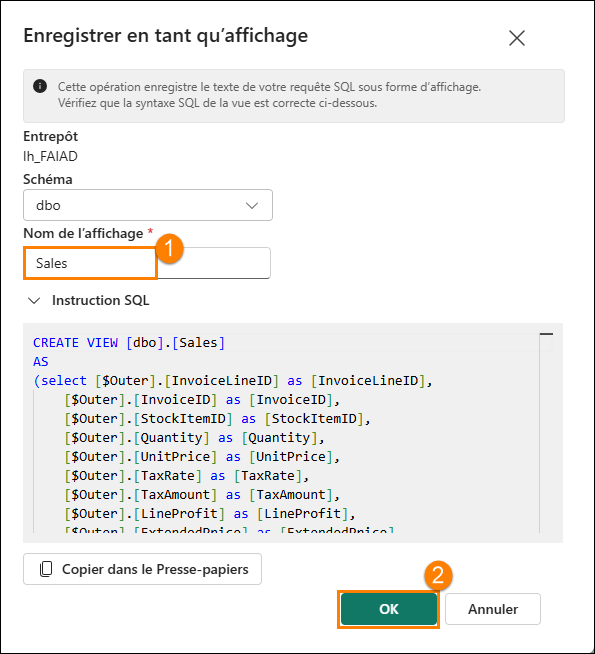 Enregistrer en tant qu’affichage
Cette opération enregistre le texte de votre requête SQL sous forme d’affichage.
Vérifiez que la syntaxe SQL de la vue est correcte ci-dessous.
Entrepôt
lh_FAIAD
Schéma
dbo
Nom de l’affichage *
1
Sales
Instruction SQL
CREATE VIEW [dbo].[Sales]
AS
(select [$Outer].[InvoiceLineID] as [InvoiceLineID],
[$Outer].[InvoiceID] as [InvoiceID],
[$Outer].[StockItemID] as [StockItemID],
[$Outer].[Quantity] as [Quantity],
[$Outer].[UnitPrice] as [UnitPrice],
[$Outer].[TaxRate] as [TaxRate],
[$Outer].[TaxAmount] as [TaxAmount],
[$Outer].[LineProfit] as [LineProfit],
[$Outer].[ExtendedPrice] as [ExtendedPrice]
Copier dans le Presse-papiers
2
OK
Annuler